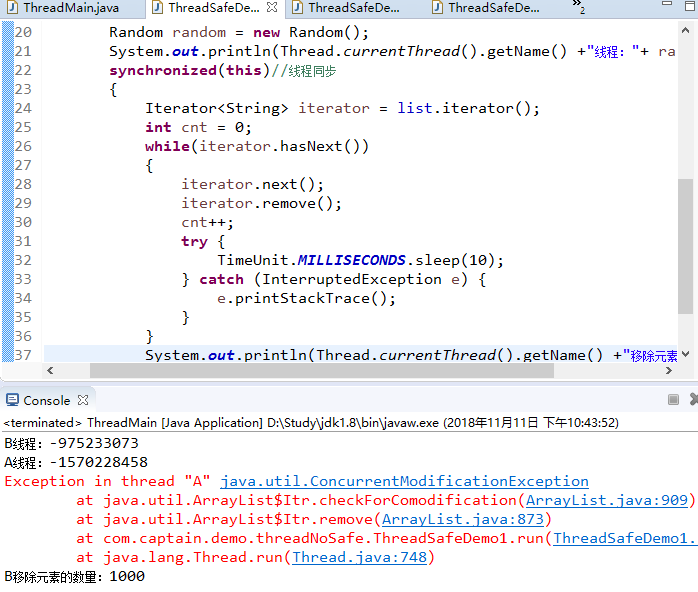 ThreadMain.java ThreadSafeDe... ThreadSafeDe... ThreadSafeDe... »2
20 Random random = new Random();
21 System.out.println(Thread.currentThread().getName() +"线程："+ ra
22 synchronized(this)//线程同步
23 {
24 Iterator<String> iterator = list.iterator();
25 int cnt = 0;
26 while(iterator.hasNext())
27 {
28 iterator.next();
29 iterator.remove();
30 cnt++;
31 try {
32 TimeUnit.MILLISECONDS.sleep(10);
33 } catch (InterruptedException e) {
34 e.printStackTrace();
35 }
36 }
37 System.out.println(Thread.currentThread().getName() +"移除元素
Console
<terminated> ThreadMain [Java Application] D:\Study\jdk1.8\bin\javaw.exe (2018年11月11日 下午10:43:52)
B线程：-975233073
A线程：-1570228458
Exception in thread "A" java.util.ConcurrentModificationException
at java.util.ArrayList$Itr.checkForComodification(ArrayList.java:909)
at java.util.ArrayList$Itr.remove(ArrayList.java:873)
at com.captain.demo.threadNoSafe.ThreadSafeDemo1.run(ThreadSafeDemo1.
at java.lang.Thread.run(Thread.java:748)
B移除元素的数量：1000